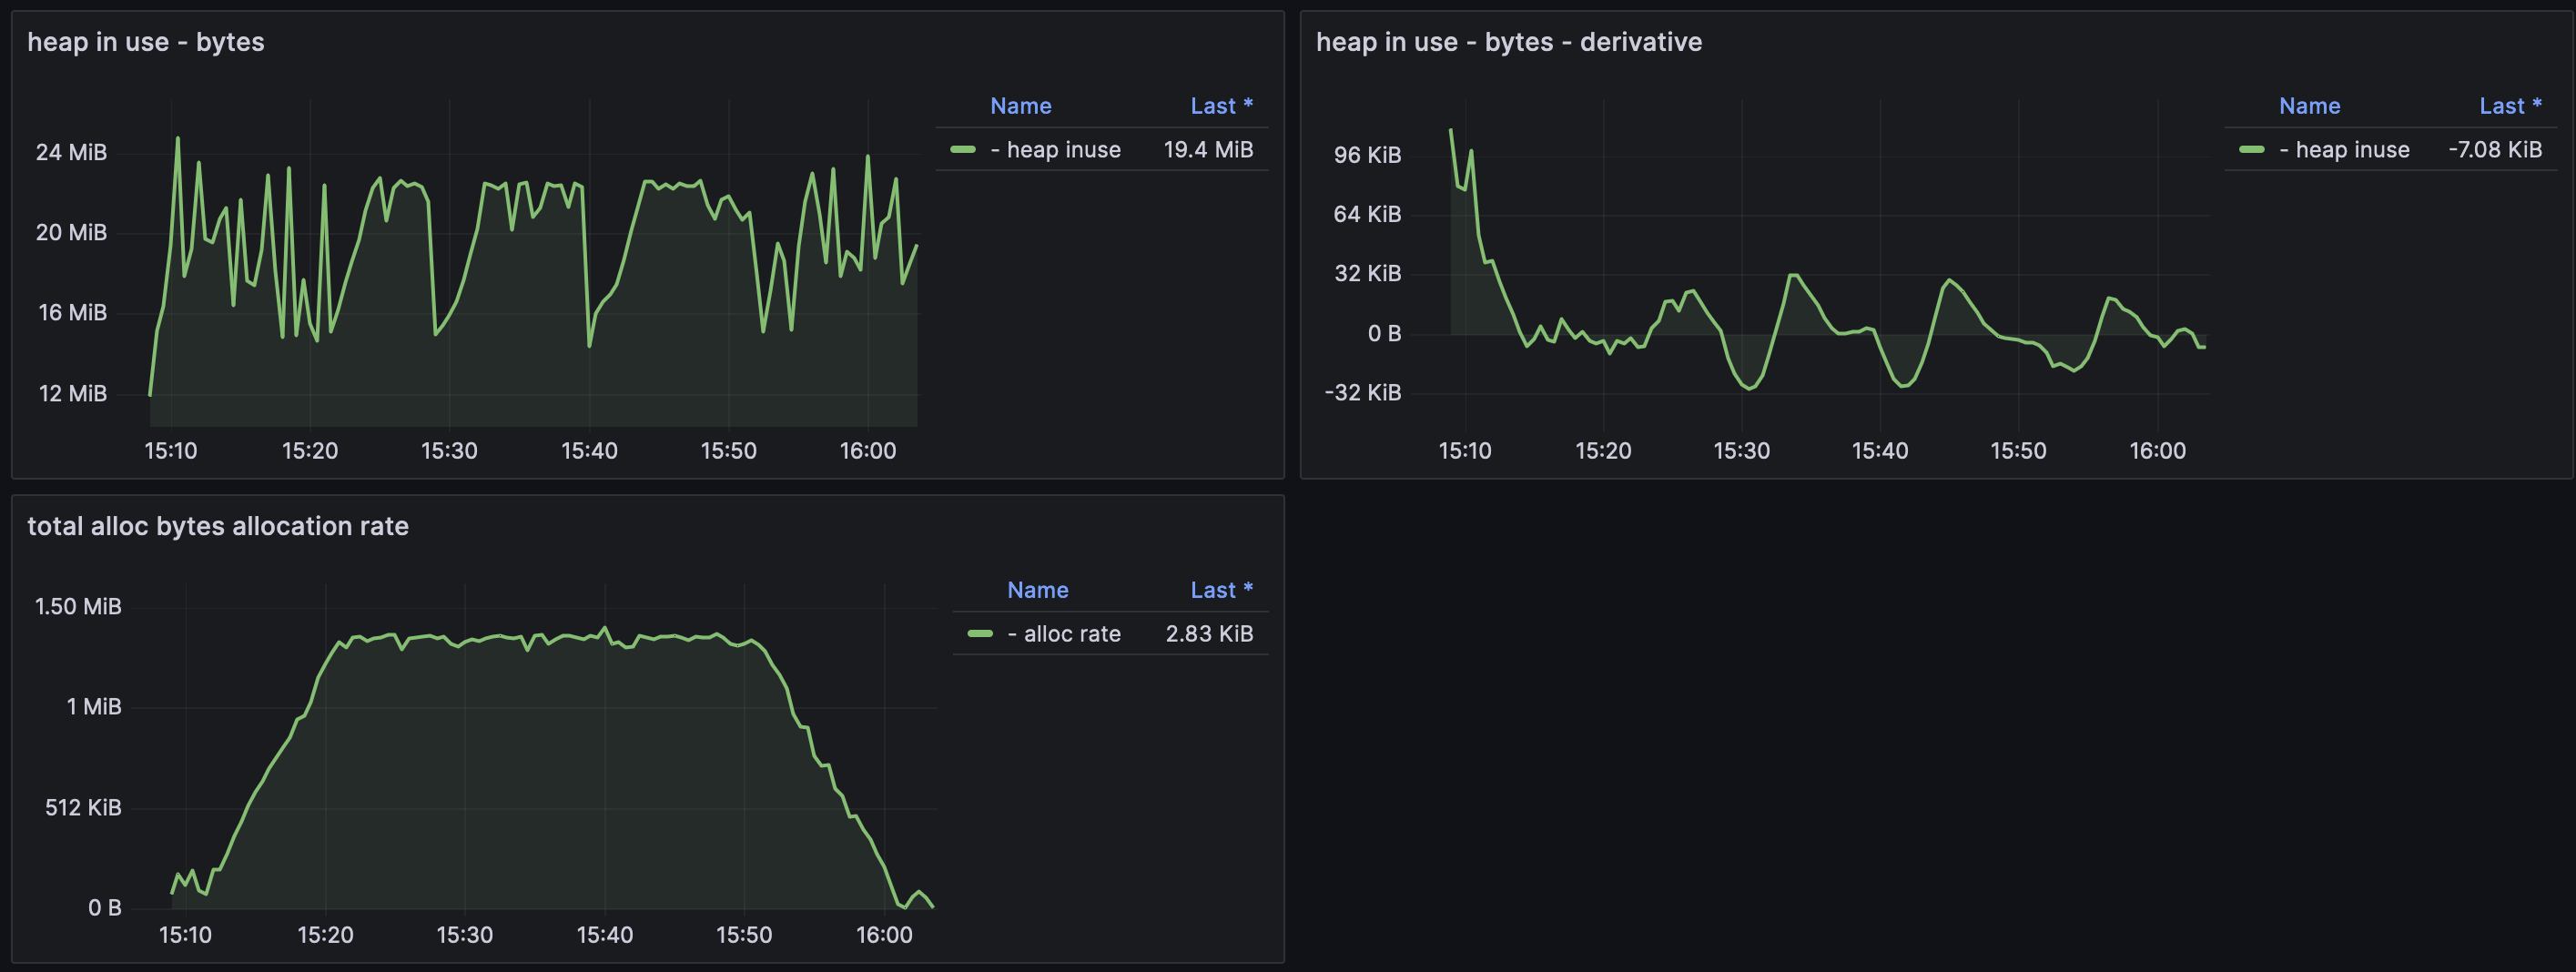 heap in use - bytes
Name Last *
- heap inuse 19.4 MiB
24 MiB
20 MiB
16 MiB
12 MiB
15:10 15:20 15:30 15:40 15:50 16:00
heap in use - bytes - derivative
Name Last *
- heap inuse -7.08 KiB
96 KiB
64 KiB
32 KiB
0 B
-32 KiB
15:10 15:20 15:30 15:40 15:50 16:00
total alloc bytes allocation rate
Name Last *
- alloc rate 2.83 KiB
1.50 MiB
1 MiB
512 KiB
0 B
15:10 15:20 15:30 15:40 15:50 16:00